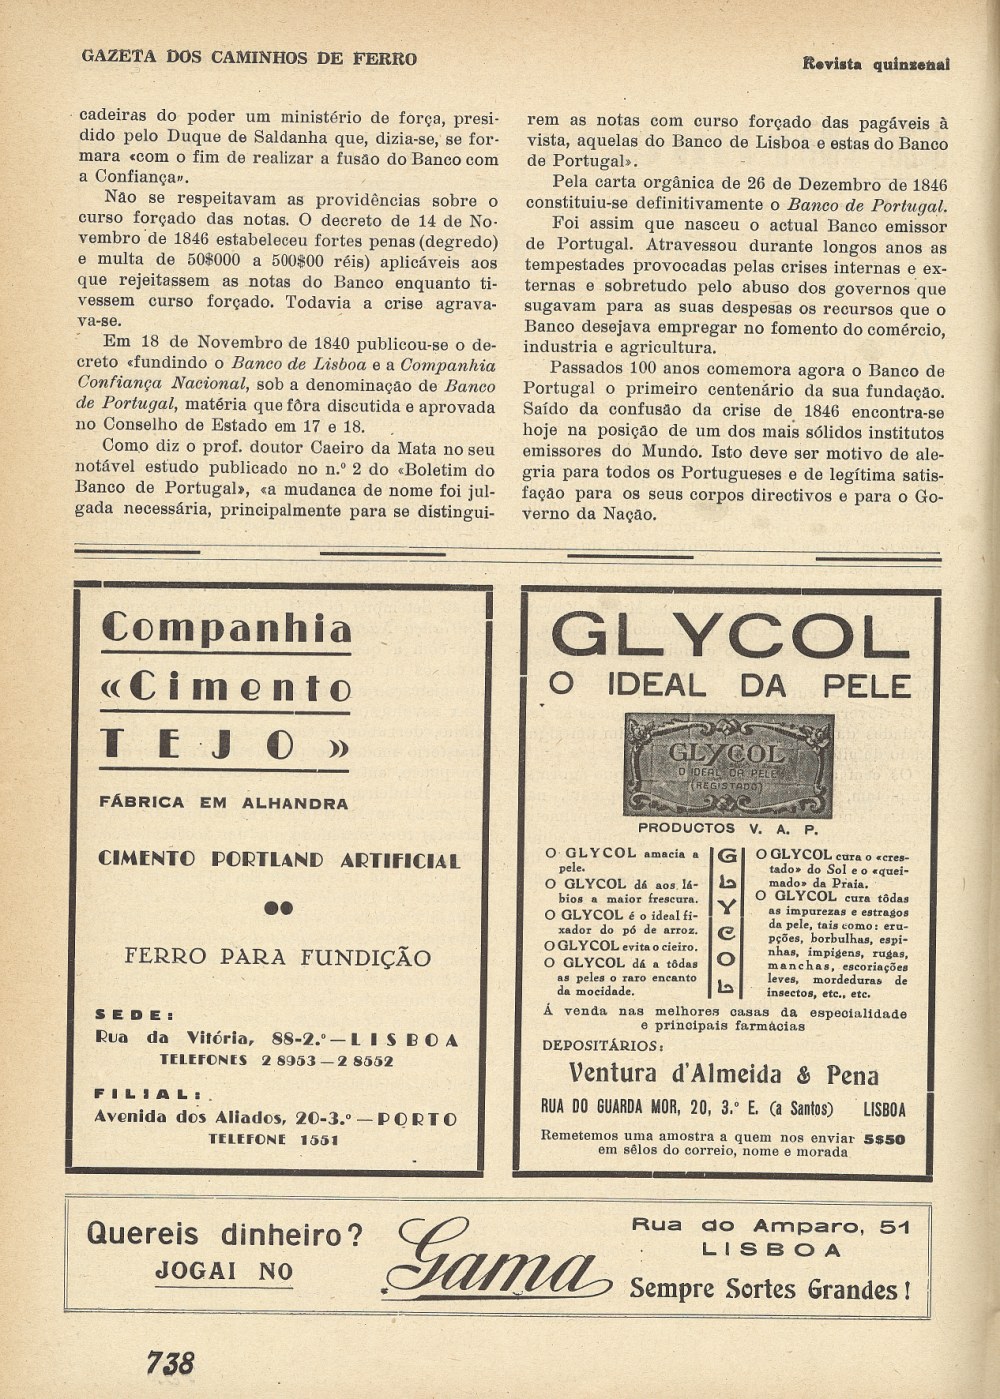 GAZETA DOS CAMINHOS DE FERRO
Revista quinzenal
cadeiras do poder um ministério de força, presi-
dido pelo Duque de Saldanha que, dizia-se, se for-
mara «com o fim de realizar a fusão do Banco com
a Confiança».
Não se respeitavam as providências sobre o
curso forçado das notas. O decreto de 14 de No-
vembro de 1846 estabeleceu fortes penas (degredo)
e multa de 50$000 a 500$00 réis) aplicáveis aos
que rejeitassem as notas do Banco enquanto ti-
vessem curso forçado. Todavia a crise agrava-
va-se.
Em 18 de Novembro de 1840 publicou-se o de-
creto «fundindo o Banco de Lisboa e a Companhia
Confiança Nacional, sob a denominação de Banco
de Portugal, matéria que fôra discutida e aprovada
no Conselho de Estado em 17 e 18.
Como diz o prof. doutor Caeiro da Mata no seu
notável estudo publicado no n.º 2 do «Boletim do
Banco de Portugal», «a mudanca de nome foi jul-
gada necessária, principalmente para se distingui-
rem as notas com curso forçado das pagáveis à
vista, aquelas do Banco de Lisboa e estas do Banco
de Portugal».
Pela carta orgânica de 26 de Dezembro de 1846
constituiu-se definitivamente o Banco de Portugal.
Foi assim que nasceu o actual Banco emissor
de Portugal. Atravessou durante longos anos as
tempestades provocadas pelas crises internas e ex-
ternas e sobretudo pelo abuso dos governos que
sugavam para as suas despesas os recursos que o
Banco desejava empregar no fomento do comércio,
industria e agricultura.
Passados 100 anos comemora agora o Banco de
Portugal o primeiro centenário da sua fundação.
Saído da confusão da crise de 1846 encontra-se
hoje na posição de um dos mais sólidos institutos
emissores do Mundo. Isto deve ser motivo de ale-
gria para todos os Portugueses e de legítima satis-
fação para os seus corpos directivos e para o Go-
verno da Nação.
Companhia
«Cimento
TEJO»
FÁBRICA EM ALHANDRA
CIMENTO PORTLAND ARTIFICIAL
FERRO PARA FUNDIÇÃO
SEDE:
Rua da Vitória, 88-2.º — LISBOA
TELEFONES 2 8953 — 2 8552
FILIAL:
Avenida dos Aliados, 20-3.º — PORTO
TELEFONE 1551
GLYCOL
O IDEAL DA PELE
GLYCOL
O IDEAL DA PELE
(REGISTADO)
PRODUCTOS V. A. P.
O GLYCOL amacia a
pele.
O GLYCOL dá aos lá-
bios a maior frescura.
O GLYCOL é o ideal fi-
xador do pó de arroz.
O GLYCOL evita o cieiro.
O GLYCOL dá a tôdas
as peles o raro encanto
da mocidade.
GLYCOL
O GLYCOL cura o «cres-
tado» do Sol e o «quei-
mado» da Praia.
O GLYCOL cura tôdas
as impurezas e estragos
da pele, tais como: eru-
pções, borbulhas, espi-
nhas, impigens, rugas,
manchas, escoriações
leves, mordeduras de
insectos, etc., etc.
Á venda nas melhores casas da especialidade
e principais farmácias
DEPOSITÁRIOS:
Ventura d'Almeida & Pena
RUA DO GUARDA MOR, 20, 3.º E. (a Santos) LISBOA
Remetemos uma amostra a quem nos enviar 5$50
em sêlos do correio, nome e morada
Quereis dinheiro?
JOGAI NO
Gama
Rua do Amparo, 51
LISBOA
Sempre Sortes Grandes!
738